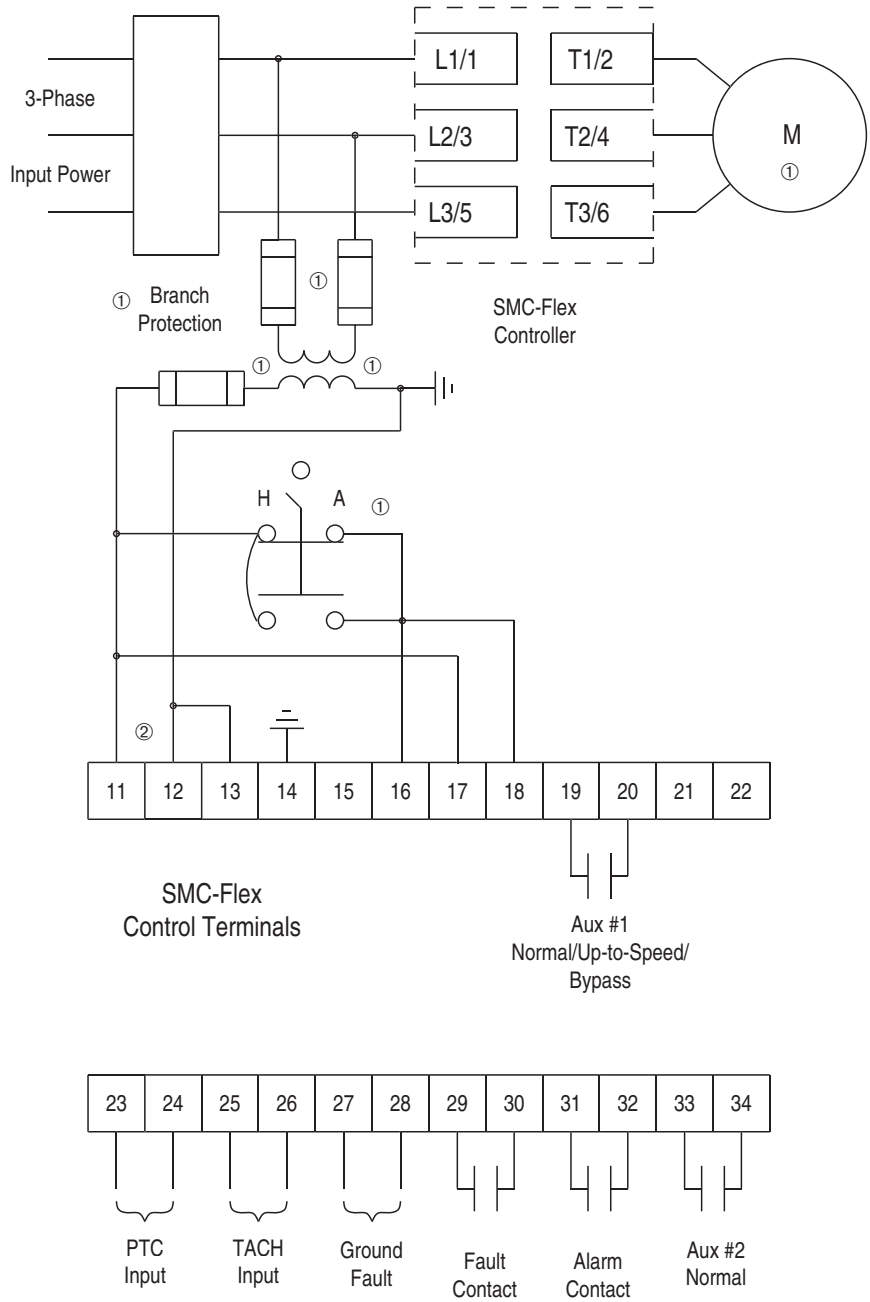 L1/1
T1/2
3-Phase
L2/3
T2/4
M
①
Input Power
L3/5
T3/6
①
Branch
Protection
①
SMC-Flex
Controller
①
①
H
A
①
②
11 12 13 14 15 16 17 18 19 20 21 22
SMC-Flex
Control Terminals
Aux #1
Normal/Up-to-Speed/
Bypass
23 24 25 26 27 28 29 30 31 32 33 34
PTC
Input
TACH
Input
Ground
Fault
Fault
Contact
Alarm
Contact
Aux #2
Normal